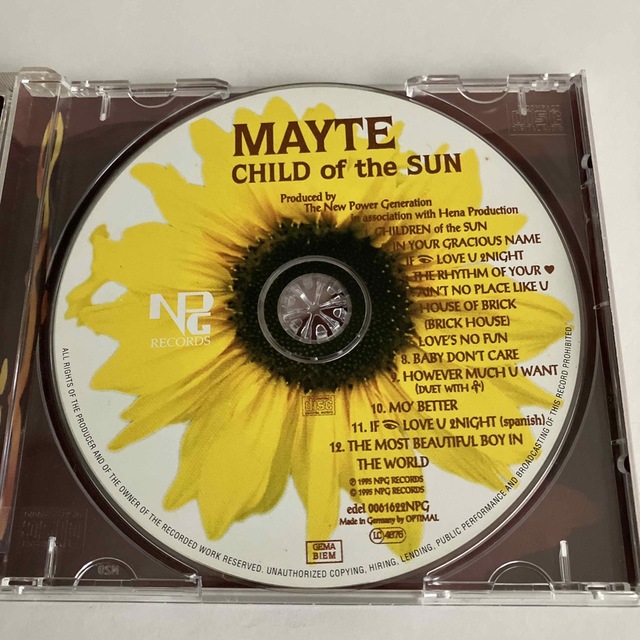 MAYTE
CHILD of the SUN
Produced by
The New Power Generation
in association with Hena Production
CHILDREN of the SUN
IN YOUR GRACIOUS NAME
IF 👁 LOVE U 2NIGHT
THE RHYTHM OF YOUR ♥
AIN'T NO PLACE LIKE U
HOUSE OF BRICK
(BRICK HOUSE)
LOVE'S NO FUN
8. BABY DON'T CARE
9. HOWEVER MUCH U WANT
(DUET WITH
)
10. MO' BETTER
11. IF 👁 LOVE U 2NIGHT (spanish)
12. THE MOST BEAUTIFUL BOY IN
THE WORLD
℗ 1995 NPG RECORDS
© 1995 NPG RECORDS
edel 0061622NPG
Made in Germany by OPTIMAL
LC 4876
GEMA
BIEM
NPG
RECORDS
disc
ALL RIGHTS OF THE PRODUCER AND OF THE OWNER OF THE RECORDED WORK RESERVED. UNAUTHORIZED COPYING, HIRING, LENDING, PUBLIC PERFORMANCE AND BROADCASTING OF THIS RECORD PROHIBITED.